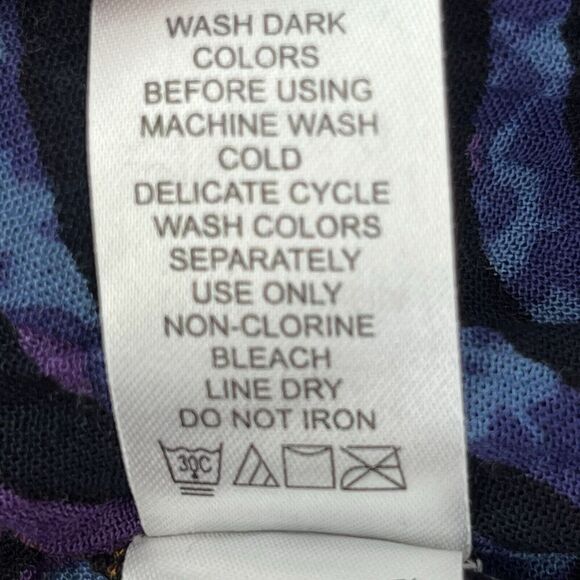 WASH DARK
COLORS
BEFORE USING
MACHINE WASH
COLD
DELICATE CYCLE
WASH COLORS
SEPARATELY
USE ONLY
NON-CLORINE
BLEACH
LINE DRY
DO NOT IRON
30C